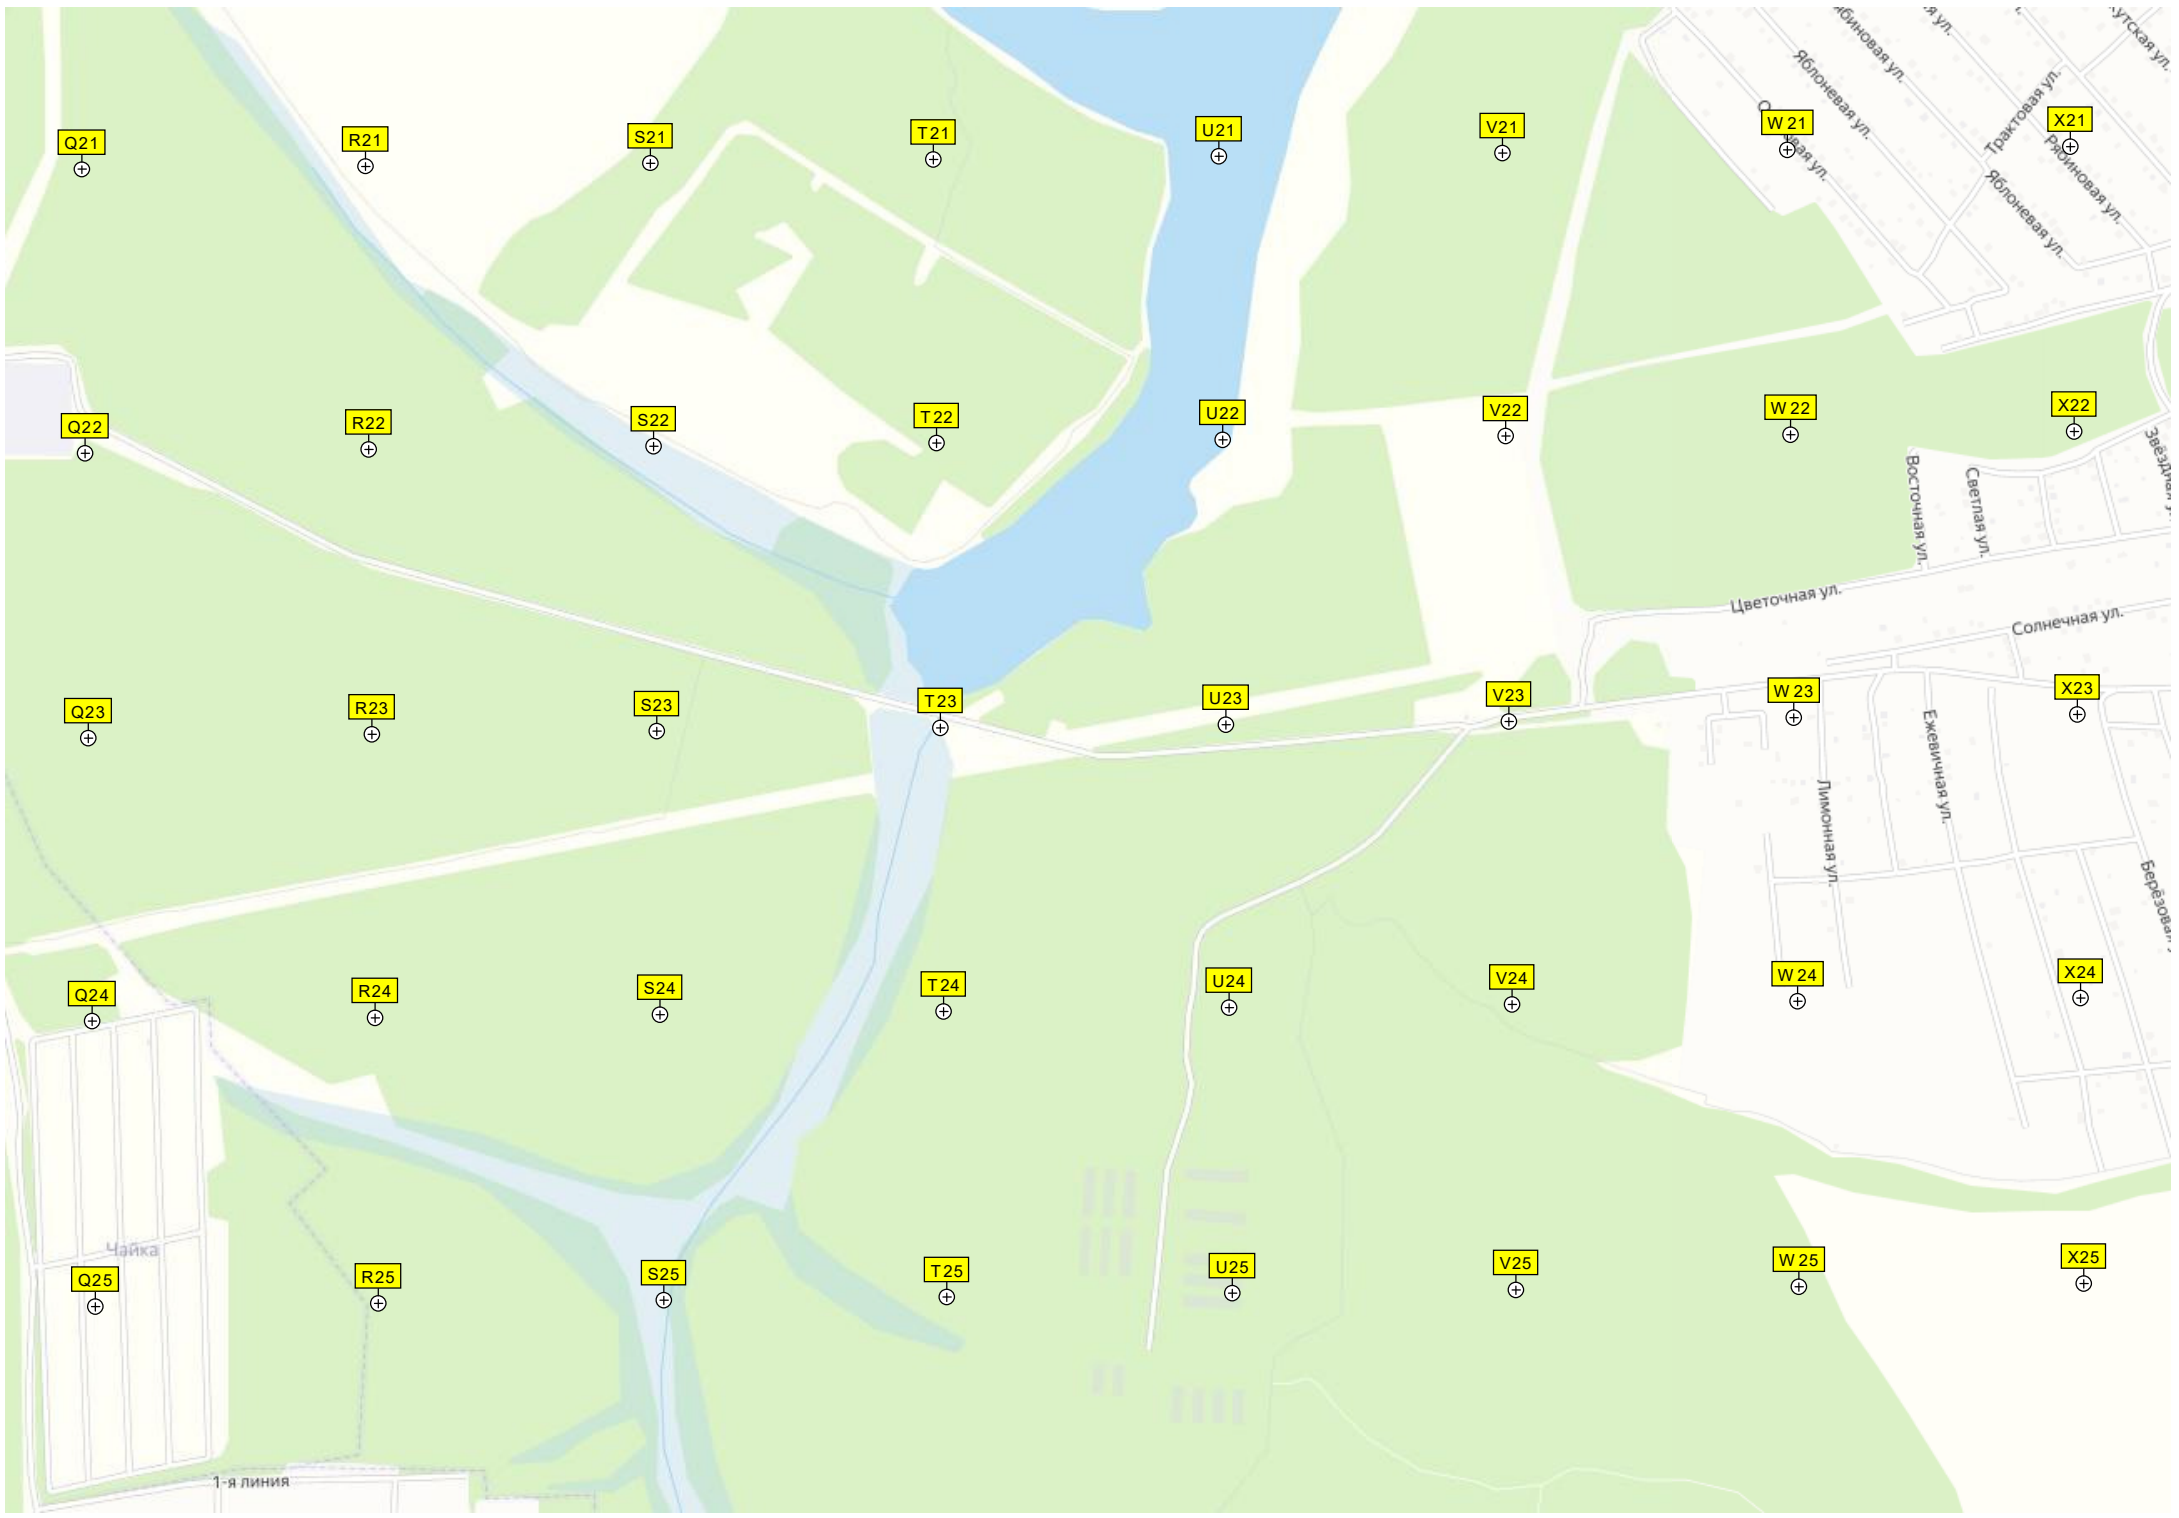 Яблоневая ул.
Трактовая ул.
Q21
R21
S21
T21
U21
V21
W21
X21
Рябиновая ул.
Яблоневая ул.
Q22
R22
S22
T22
U22
V22
W22
X22
Восточная ул.
Светлая ул.
Цветочная ул.
Солнечная ул.
Q23
R23
S23
T23
U23
V23
W23
X23
Ежевичная ул.
Лимонная ул.
Q24
R24
S24
T24
U24
V24
W24
X24
Чайка
Q25
R25
S25
T25
U25
V25
W25
X25
1-я линия